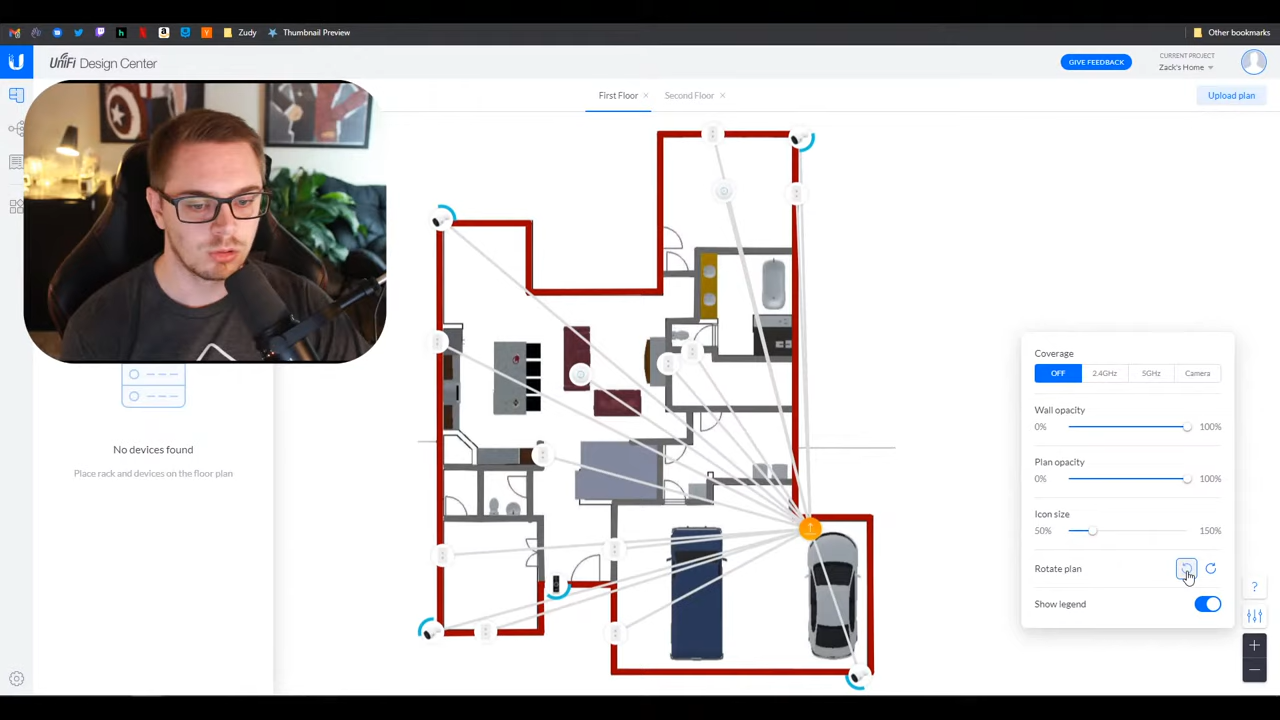 Zudy
Thumbnail Preview
Other bookmarks
U
UniFi Design Center
GIVE FEEDBACK
CURRENT PROJECT
Zack's Home
First Floor
Second Floor
Upload plan
No devices found
Place rack and devices on the floor plan
Coverage
OFF
2.4GHz
5GHz
Camera
Wall opacity
0%
100%
Plan opacity
0%
100%
Icon size
50%
150%
Rotate plan
Show legend
?